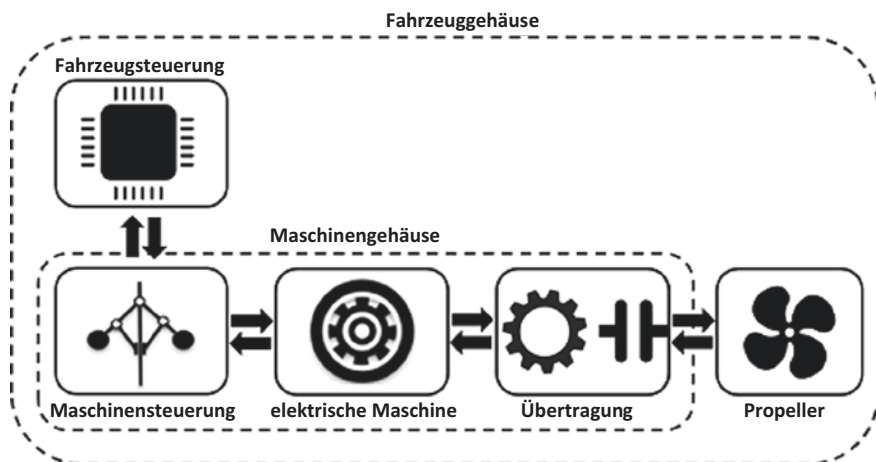 Fahrzeuggehäuse
Fahrzeugsteuerung
Maschinengehäuse
Maschinensteuerung
elektrische Maschine
Übertragung
Propeller